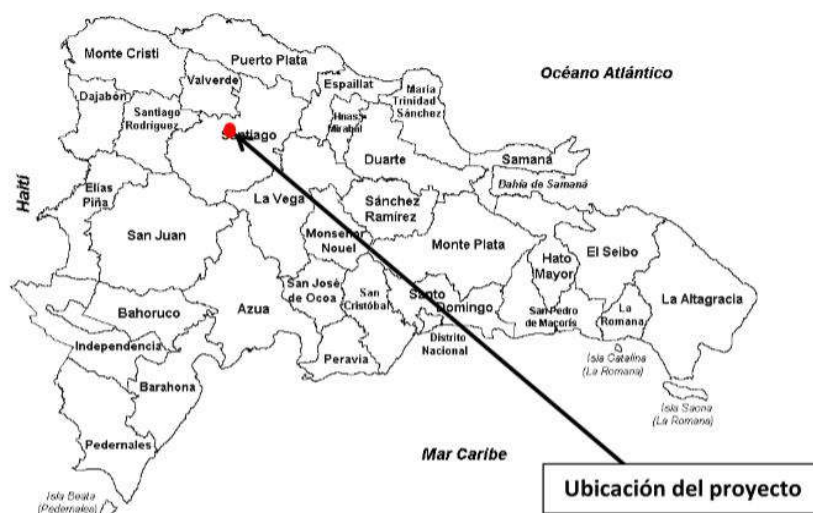 Monte Cristi
Puerto Plata
Océano Atlántico
Valverde
Espaillat
María
Trinidad
Sánchez
Dajabón
Santiago
Rodríguez
Hnas.
Mirabal
Santiago
Duarte
Samaná
Bahía de Samaná
Haití
Elías
Piña
La Vega
Sánchez
Ramírez
San Juan
Monseñor
Nouel
Monte Plata
Hato
Mayor
El Seibo
San José
de Ocoa
San
Cristóbal
Santo
Domingo
La Altagracia
Bahoruco
Azua
San Pedro
de Macorís
La
Romana
Independencia
Distrito
Nacional
Peravia
Isla Catalina
(La Romana)
Barahona
Isla Saona
(La Romana)
Pedernales
Mar Caribe
Ubicación del proyecto
Isla Beata
(Pedernales)